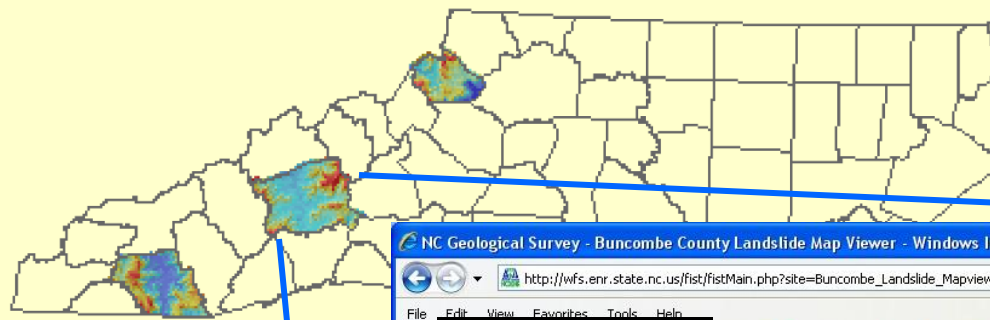 NC Geological Survey - Buncombe County Landslide Map Viewer - Windows I
http://wfs.enr.state.nc.us/fist/fistMain.php?site=Buncombe_Landslide_Mapview
File Edit View Favorites Tools Help